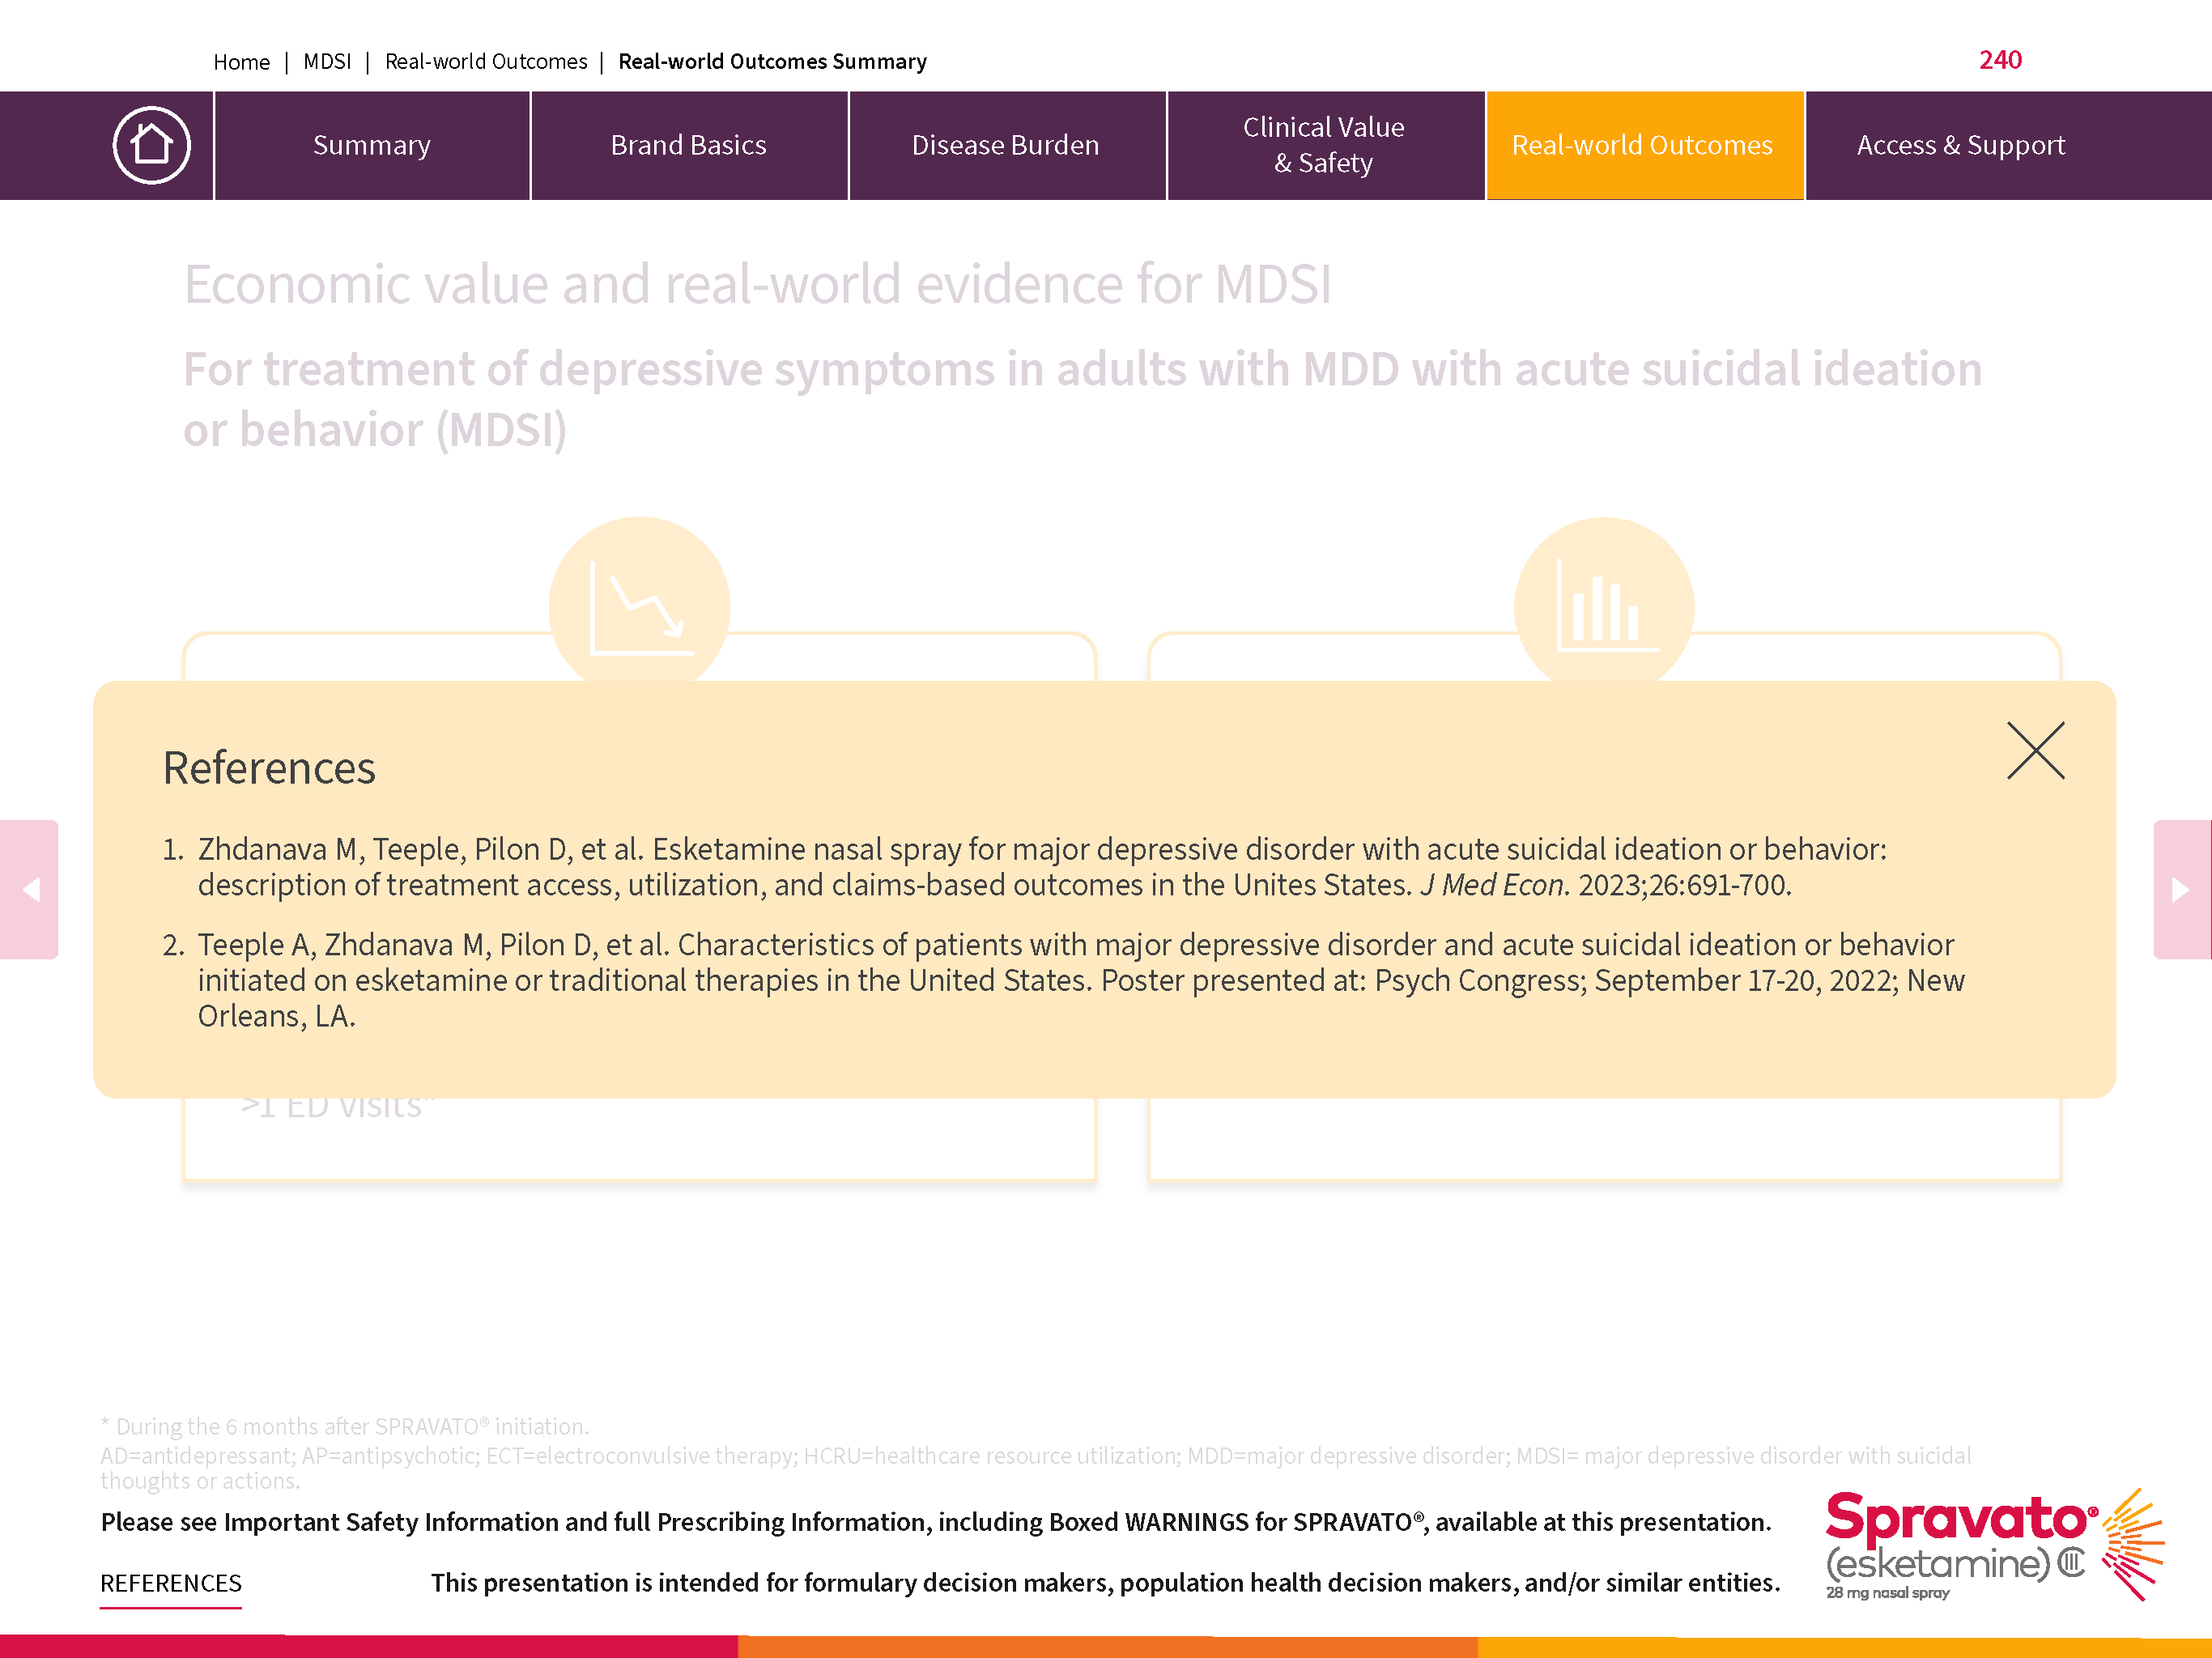 Home | MDSI | Real-world Outcomes | Real-world Outcomes Summary
240
Summary
Brand Basics
Disease Burden
Clinical Value
& Safety
Real-world Outcomes
Access & Support
Economic value and real-world evidence for MDSI
For treatment of depressive symptoms in adults with MDD with acute suicidal ideation
or behavior (MDSI)
References
1. Zhdanava M, Teeple, Pilon D, et al. Esketamine nasal spray for major depressive disorder with acute suicidal ideation or behavior:
description of treatment access, utilization, and claims-based outcomes in the Unites States. J Med Econ. 2023;26:691-700.
2. Teeple A, Zhdanava M, Pilon D, et al. Characteristics of patients with major depressive disorder and acute suicidal ideation or behavior
initiated on esketamine or traditional therapies in the United States. Poster presented at: Psych Congress; September 17-20, 2022; New
Orleans, LA.
>1 ED visits*
* During the 6 months after SPRAVATO® initiation.
AD=antidepressant; AP=antipsychotic; ECT=electroconvulsive therapy; HCRU=healthcare resource utilization; MDD=major depressive disorder; MDSI= major depressive disorder with suicidal
thoughts or actions.
Please see Important Safety Information and full Prescribing Information, including Boxed WARNINGS for SPRAVATO®, available at this presentation.
REFERENCES
This presentation is intended for formulary decision makers, population health decision makers, and/or similar entities.
Spravato®
(esketamine) CIII
28 mg nasal spray